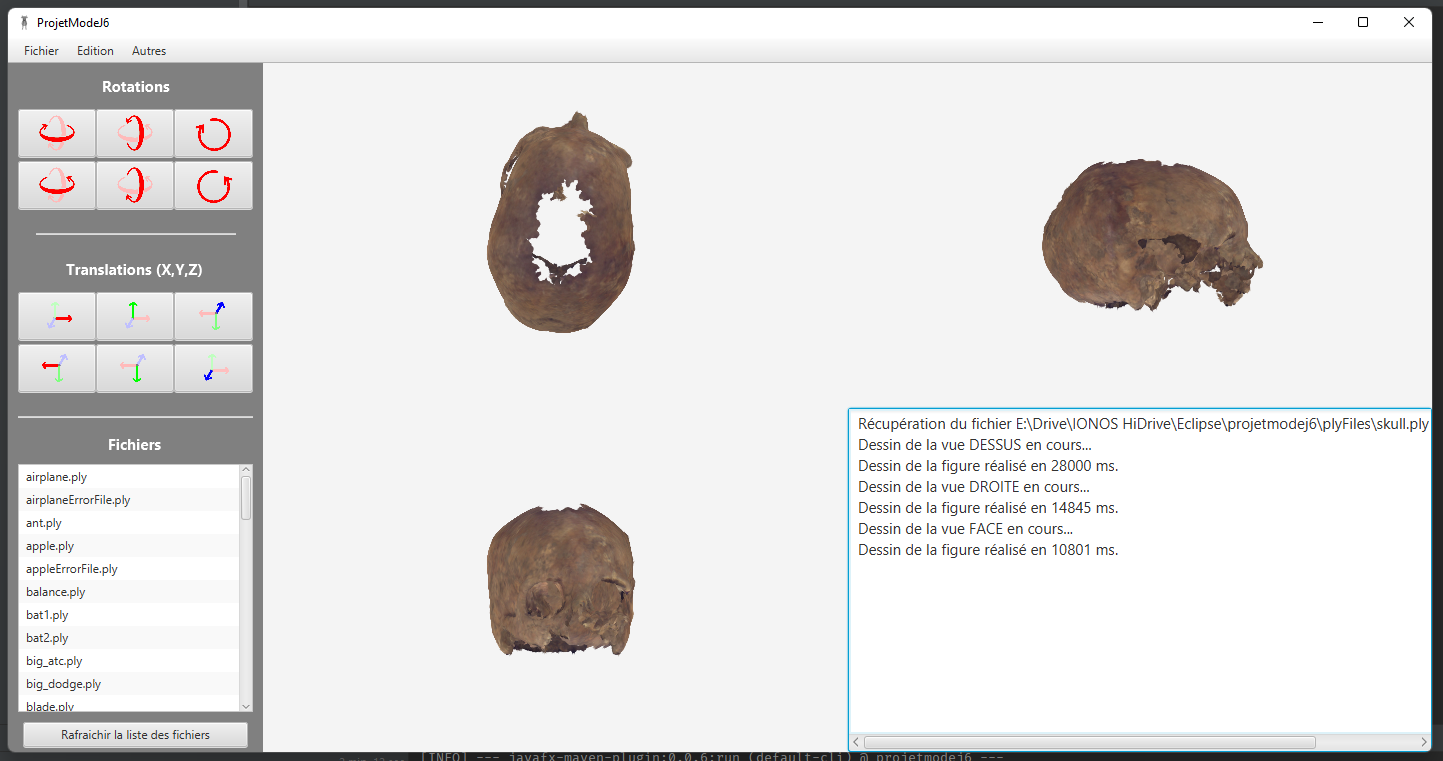 ProjetModeJ6
Fichier Edition Autres
Rotations
Translations (X,Y,Z)
Fichiers
airplane.ply
airplaneErrorFile.ply
ant.ply
apple.ply
appleErrorFile.ply
balance.ply
bat1.ply
bat2.ply
big_atc.ply
big_dodge.ply
blade.ply
Rafraichir la liste des fichiers
Récupération du fichier E:\Drive\IONOS HiDrive\Eclipse\projetmodej6\plyFiles\skull.ply
Dessin de la vue DESSUS en cours...
Dessin de la figure réalisé en 28000 ms.
Dessin de la vue DROITE en cours...
Dessin de la figure réalisé en 14845 ms.
Dessin de la vue FACE en cours...
Dessin de la figure réalisé en 10801 ms.
[INFO] --- javafx-maven-plugin:0.0.6:run (default-cli) @ projetmodej6 ---